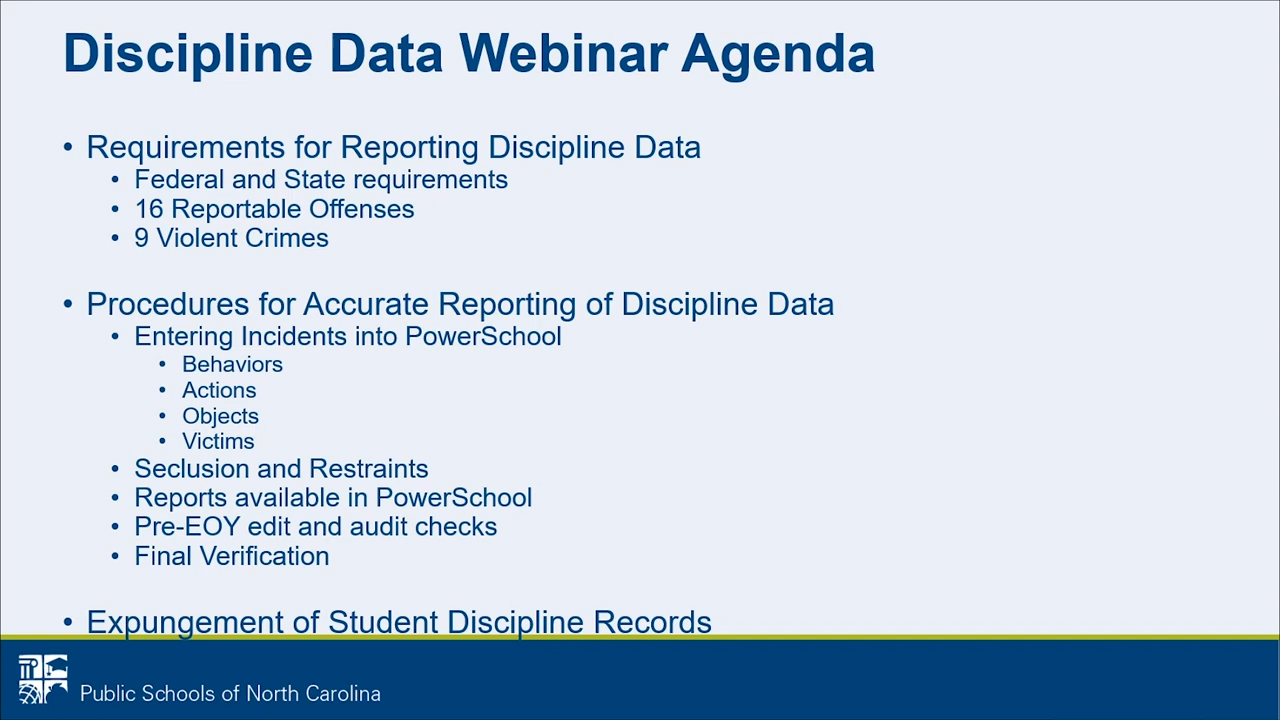 Discipline Data Webinar Agenda
• Requirements for Reporting Discipline Data
• Federal and State requirements
• 16 Reportable Offenses
• 9 Violent Crimes
• Procedures for Accurate Reporting of Discipline Data
• Entering Incidents into PowerSchool
• Behaviors
• Actions
• Objects
• Victims
• Seclusion and Restraints
• Reports available in PowerSchool
• Pre-EOY edit and audit checks
• Final Verification
• Expungement of Student Discipline Records
Public Schools of North Carolina